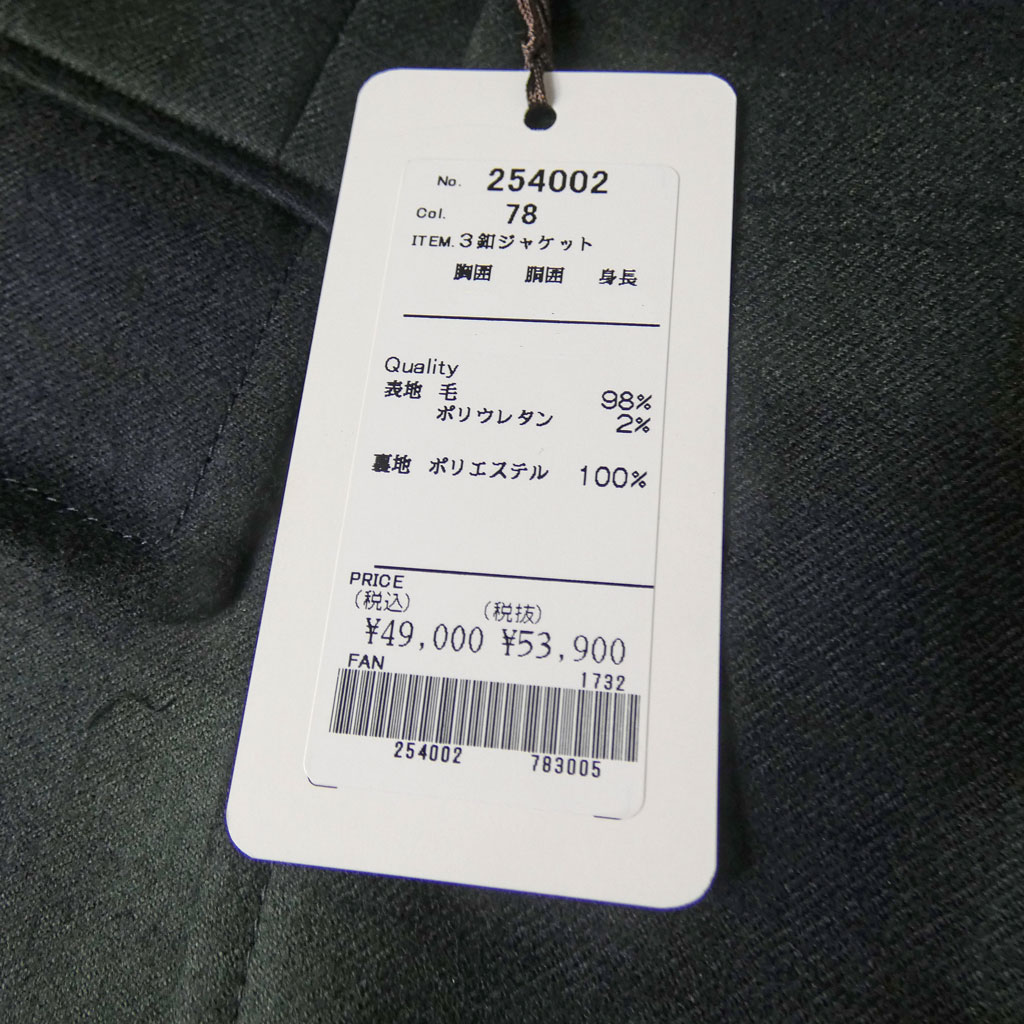 No. 254002
Col. 78
ITEM.3釦ジャケット
胸囲 胴囲 身長
Quality
表地 毛 98%
ポリウレタン 2%
裏地 ポリエステル 100%
PRICE
(税込) (税抜)
¥49,000 ¥53,900
FAN 1732
254002 783005